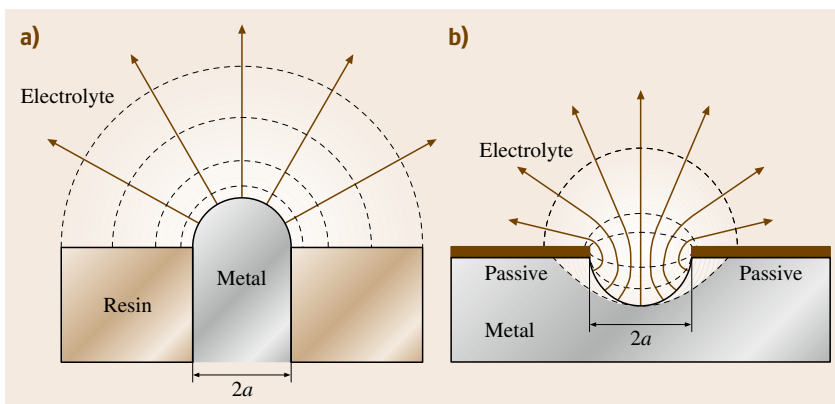 a)
Electrolyte
Resin
Metal
2a
b)
Electrolyte
Passive
Passive
Metal
2a